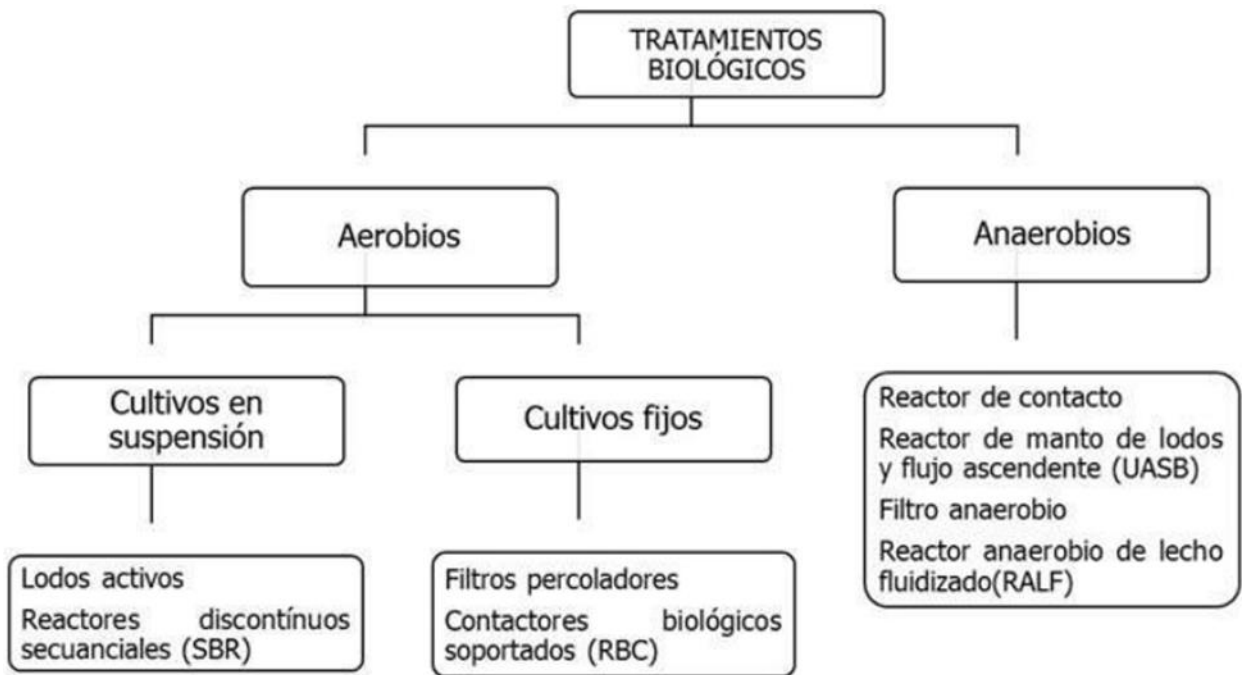 TRATAMIENTOS
BIOLÓGICOS
Aerobios
Anaerobios
Cultivos en
suspensión
Cultivos fijos
Reactor de contacto
Reactor de manto de lodos
y flujo ascendente (UASB)
Filtro anaerobio
Reactor anaerobio de lecho
fluidizado(RALF)
Lodos activos
Reactores discontínuos
secuanciales (SBR)
Filtros percoladores
Contactores biológicos
soportados (RBC)